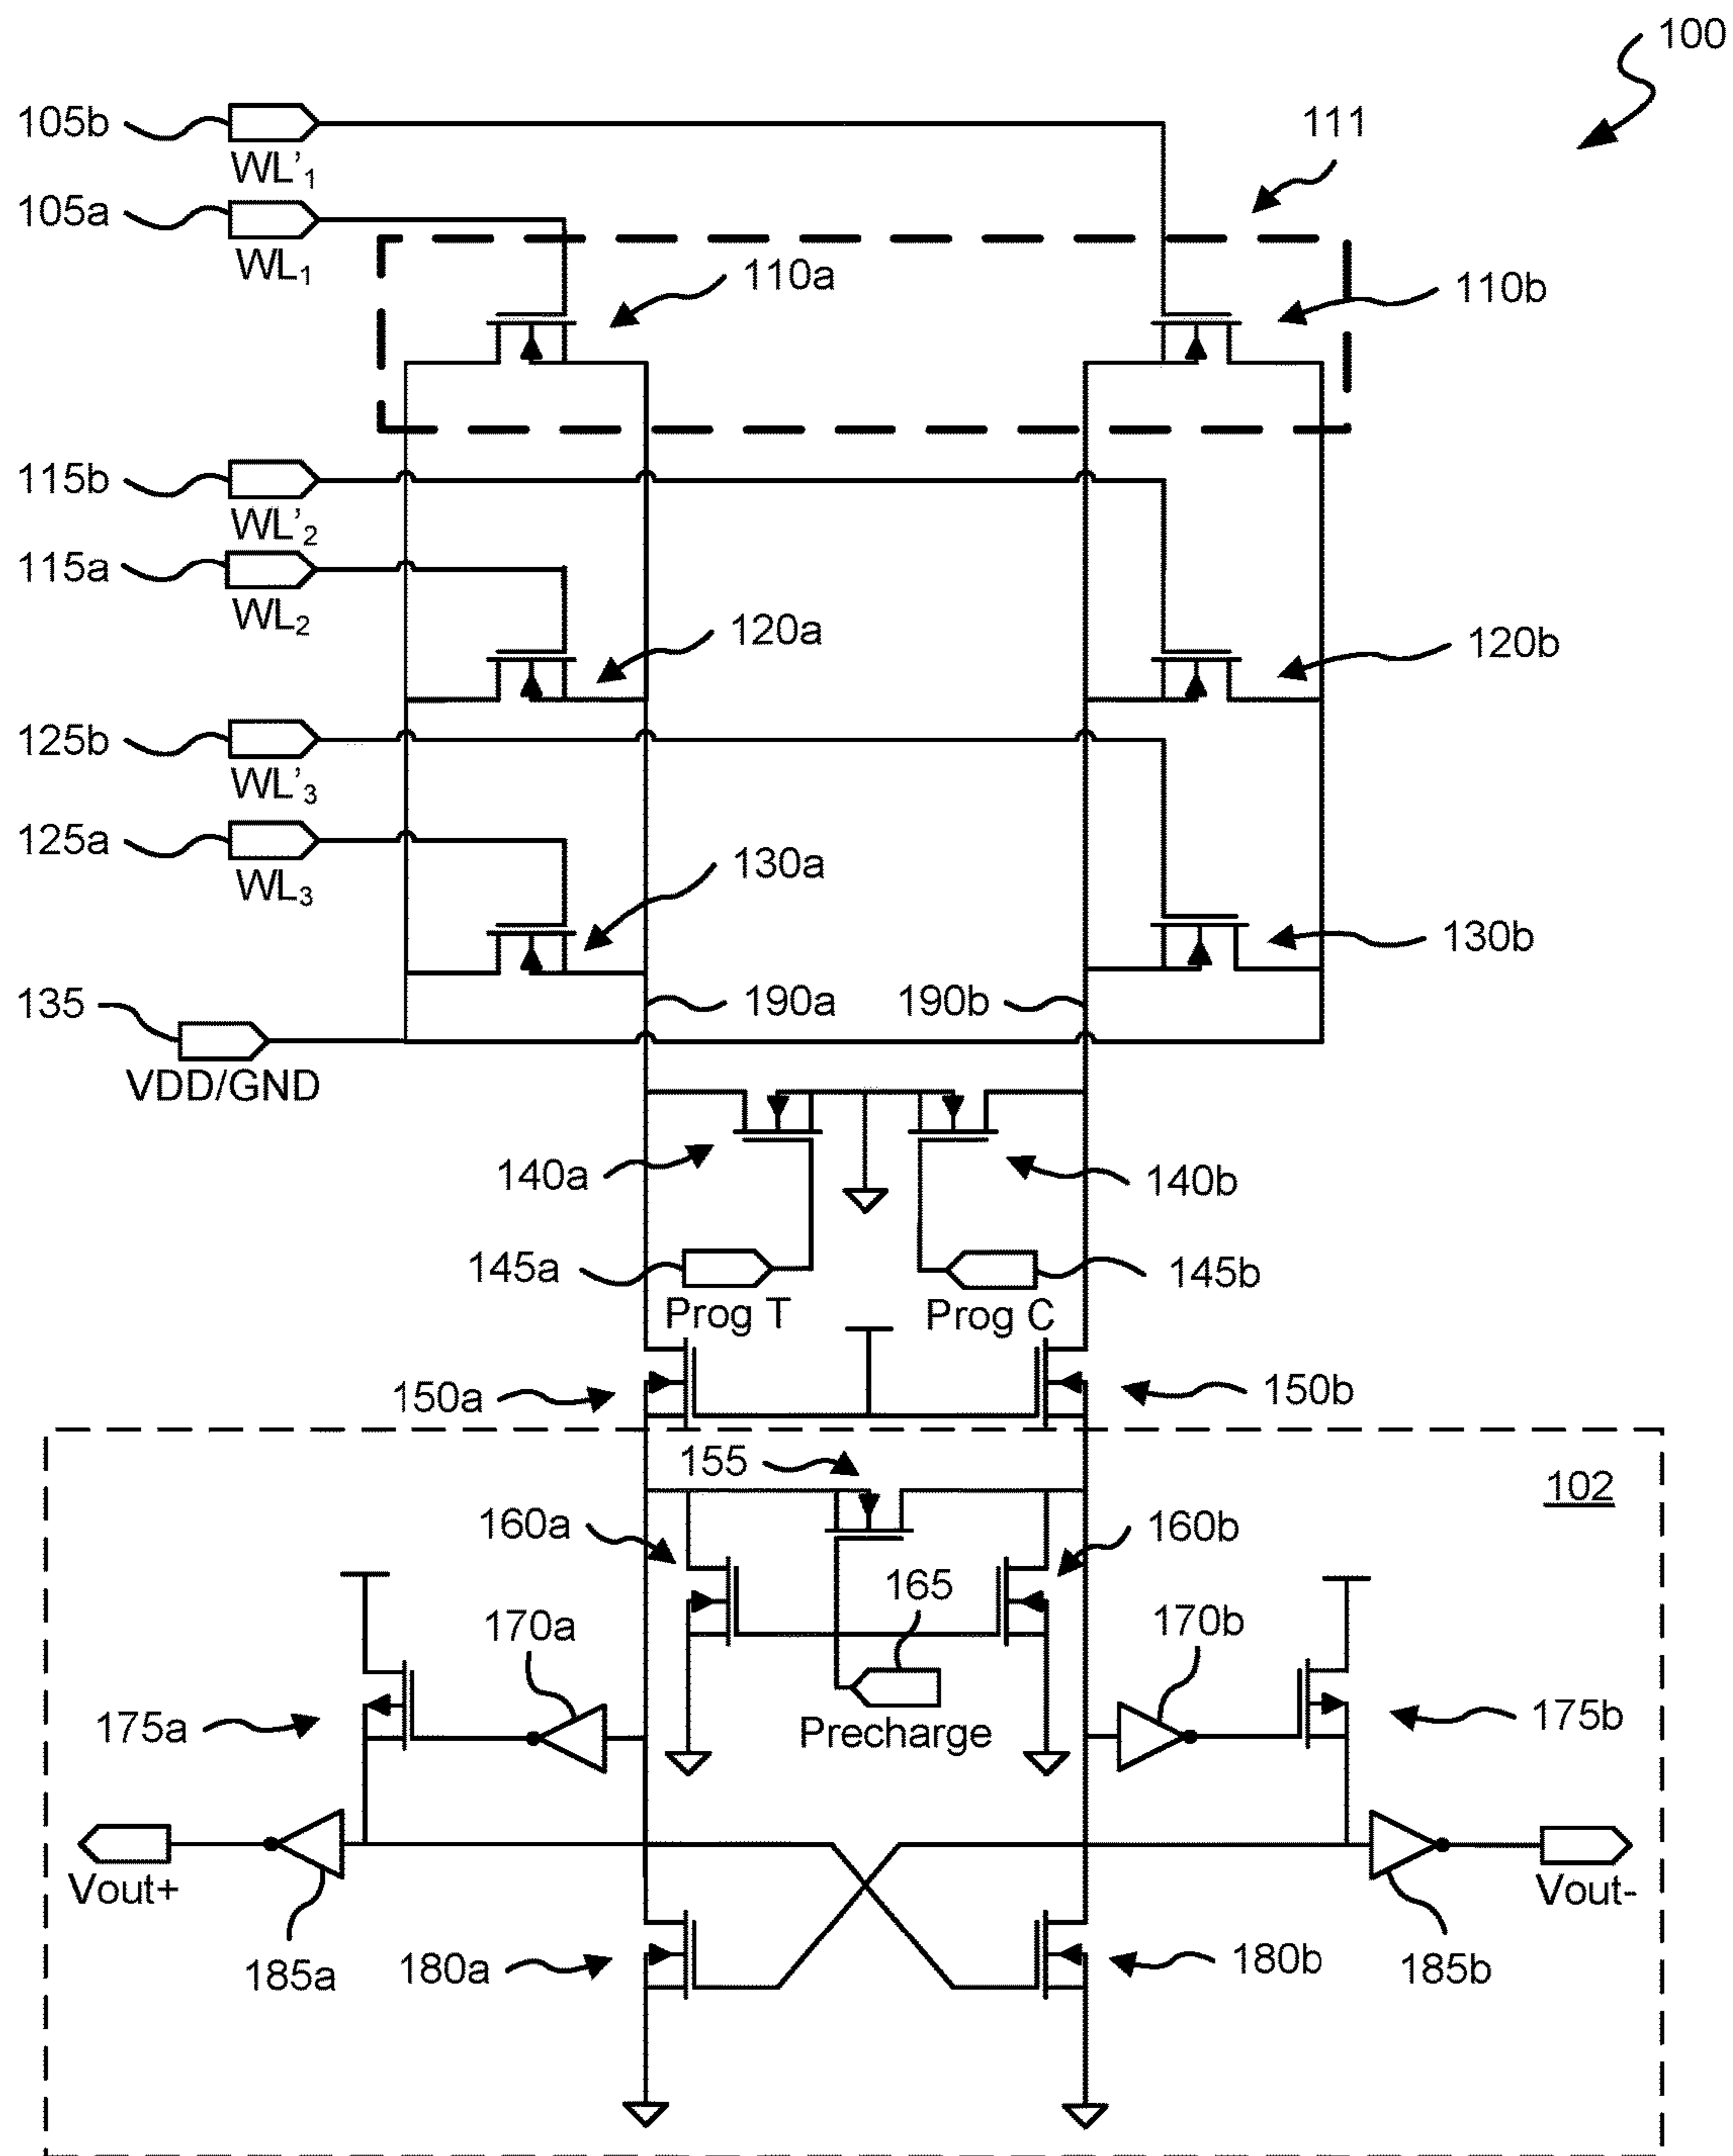 100
105b
WL'1
111
105a
WL1
110a
110b
115b
WL'2
115a
WL2
120a
120b
125b
WL'3
125a
WL3
130a
130b
135
190a
190b
VDD/GND
140a
140b
145a
145b
Prog T
Prog C
150a
150b
155
102
160a
160b
165
170a
170b
175a
Precharge
175b
Vout+
Vout-
185a
180a
180b
185b